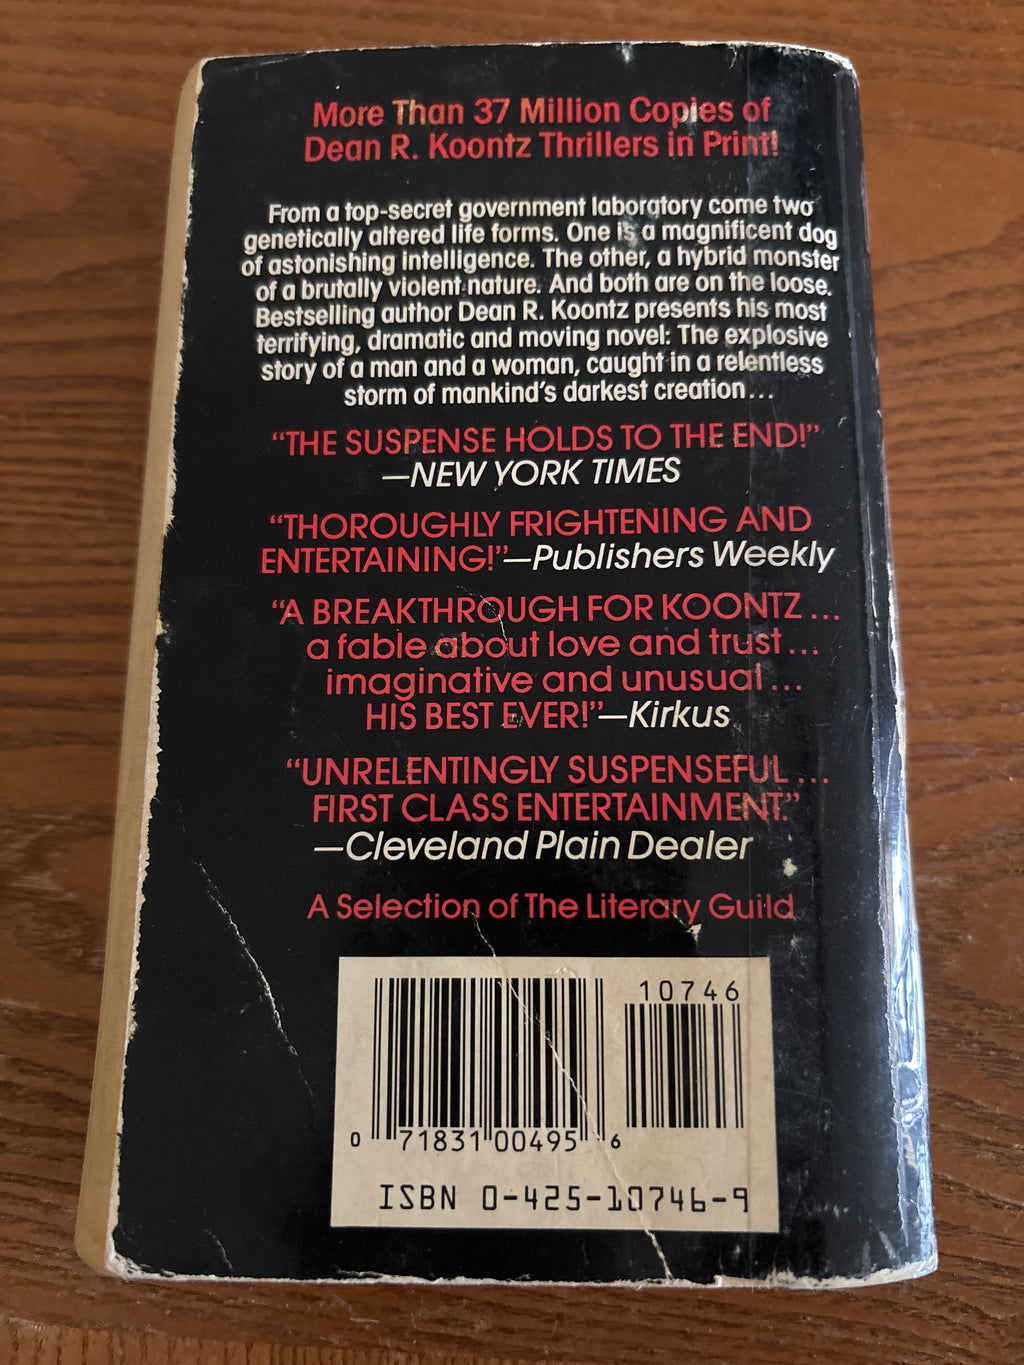 More Than 37 Million Copies of
Dean R. Koontz Thrillers in Print!
From a top-secret government laboratory come two
genetically altered life forms. One is a magnificent dog
of astonishing intelligence. The other, a hybrid monster
of a brutally violent nature. And both are on the loose.
Bestselling author Dean R. Koontz presents his most
terrifying, dramatic and moving novel: The explosive
story of a man and a woman, caught in a relentless
storm of mankind's darkest creation...
"THE SUSPENSE HOLDS TO THE END!"
—NEW YORK TIMES
"THOROUGHLY FRIGHTENING AND
ENTERTAINING!"—Publishers Weekly
"A BREAKTHROUGH FOR KOONTZ ...
a fable about love and trust ...
imaginative and unusual ...
HIS BEST EVER!"—Kirkus
"UNRELENTINGLY SUSPENSEFUL ...
FIRST CLASS ENTERTAINMENT."
—Cleveland Plain Dealer
A Selection of The Literary Guild
10746
0 71831 00495 6
ISBN 0-425-10746-9